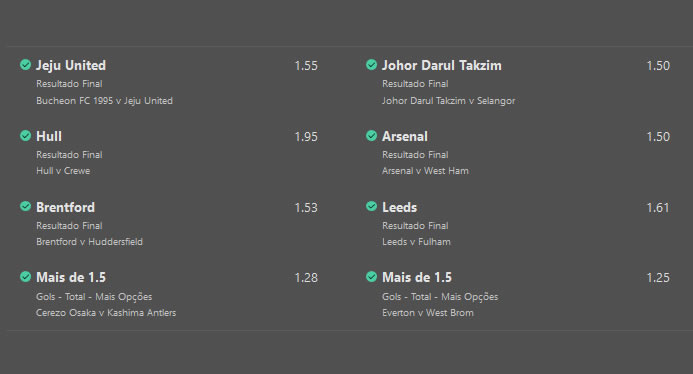 Jeju United 1.55
Resultado Final
Bucheon FC 1995 v Jeju United
Hull 1.95
Resultado Final
Hull v Crewe
Brentford 1.53
Resultado Final
Brentford v Huddersfield
Mais de 1.5 1.28
Gols - Total - Mais Opções
Cerezo Osaka v Kashima Antlers
Johor Darul Takzim 1.50
Resultado Final
Johor Darul Takzim v Selangor
Arsenal 1.50
Resultado Final
Arsenal v West Ham
Leeds 1.61
Resultado Final
Leeds v Fulham
Mais de 1.5 1.25
Gols - Total - Mais Opções
Everton v West Brom